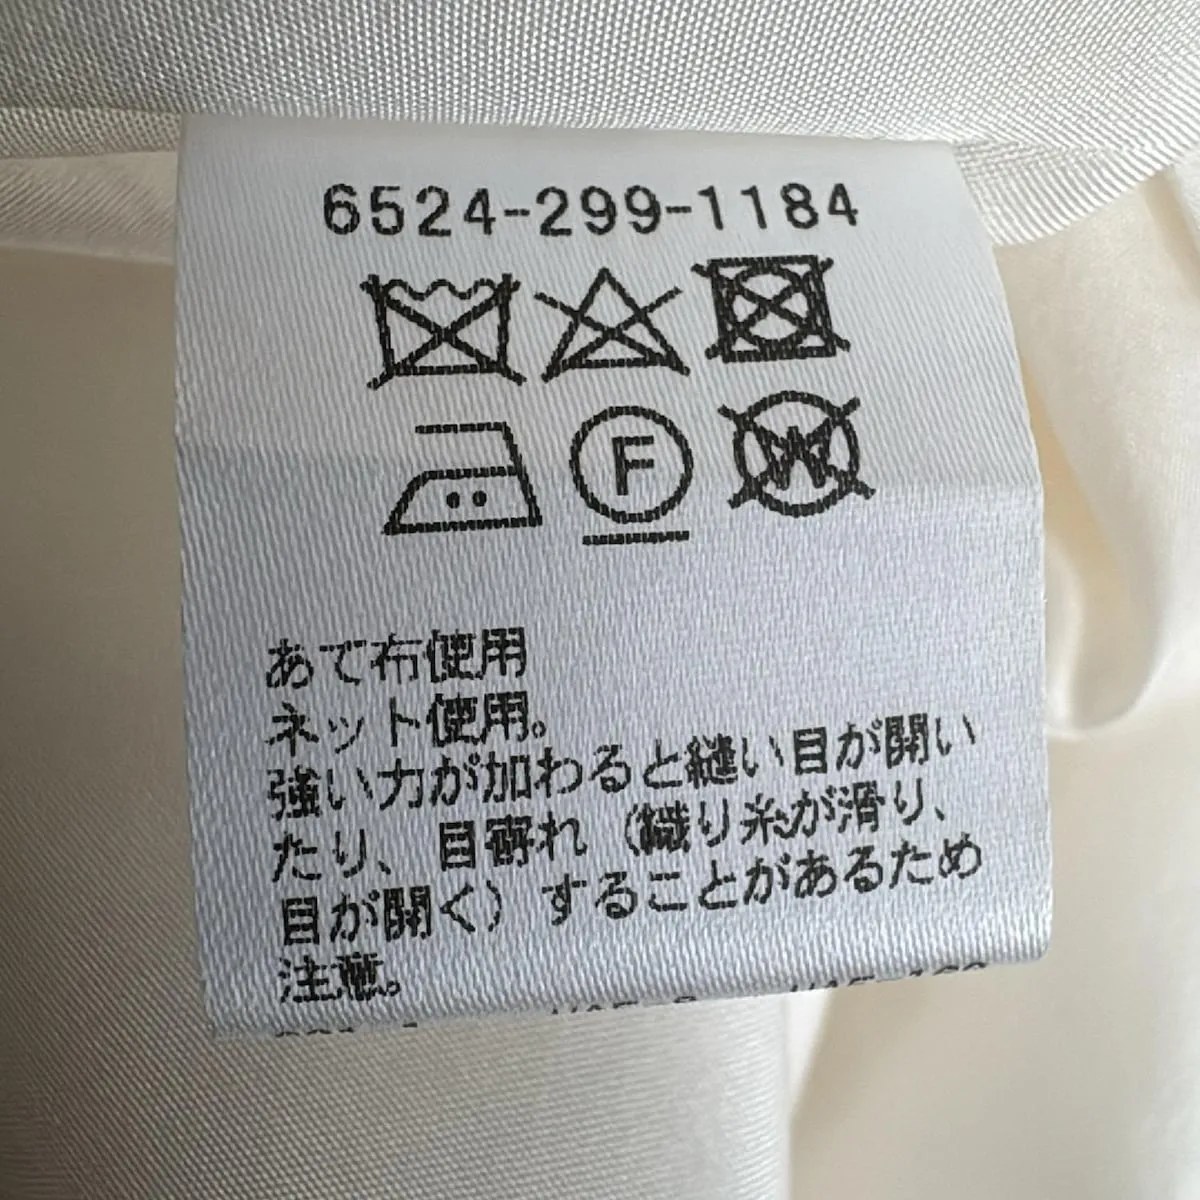 6524-299-1184
F
W
あて布使用
ネット使用。
強い力が加わると縫い目が開い
たり、目寄れ（織り糸が滑り、
目が開く）することがあるため
注意。